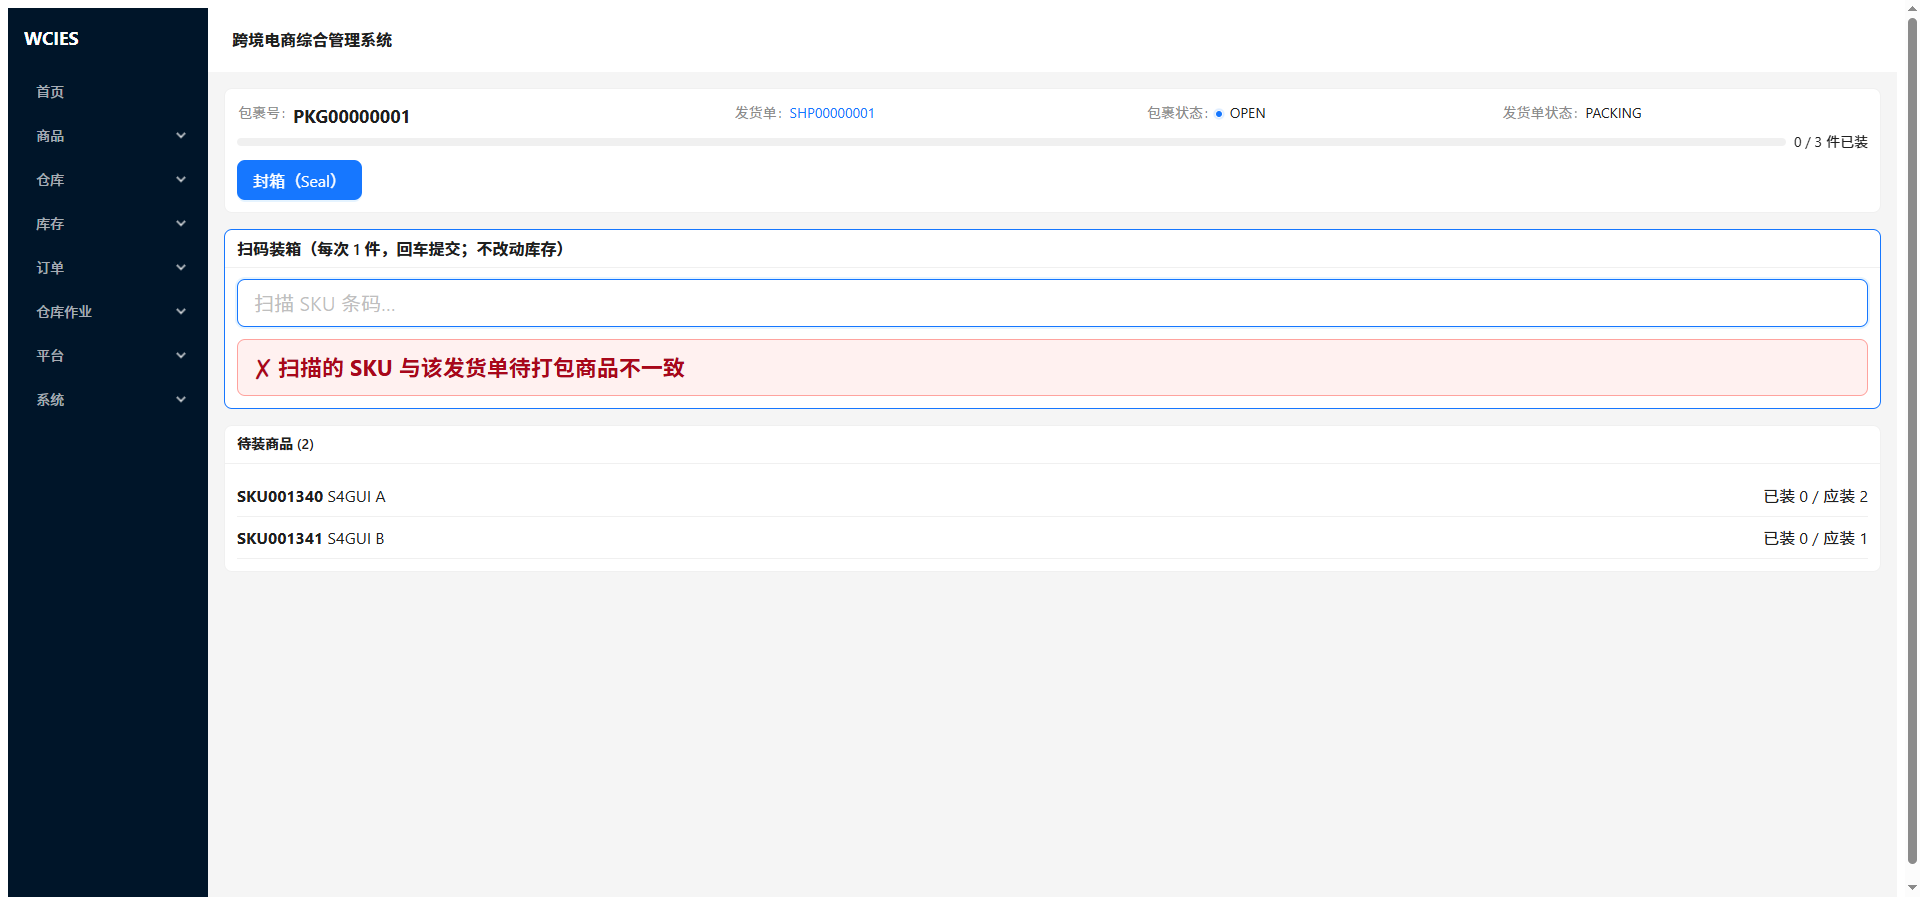 WCIES
首页
商品
仓库
库存
订单
仓库作业
平台
系统
跨境电商综合管理系统
包裹号： PKG00000001 发货单： SHP00000001 包裹状态： OPEN 发货单状态： PACKING
0 / 3 件已装
封箱（Seal）
扫码装箱（每次 1 件，回车提交；不改动库存）
扫描 SKU 条码...
✗ 扫描的 SKU 与该发货单待打包商品不一致
待装商品 (2)
SKU001340 S4GUI A 已装 0 / 应装 2
SKU001341 S4GUI B 已装 0 / 应装 1